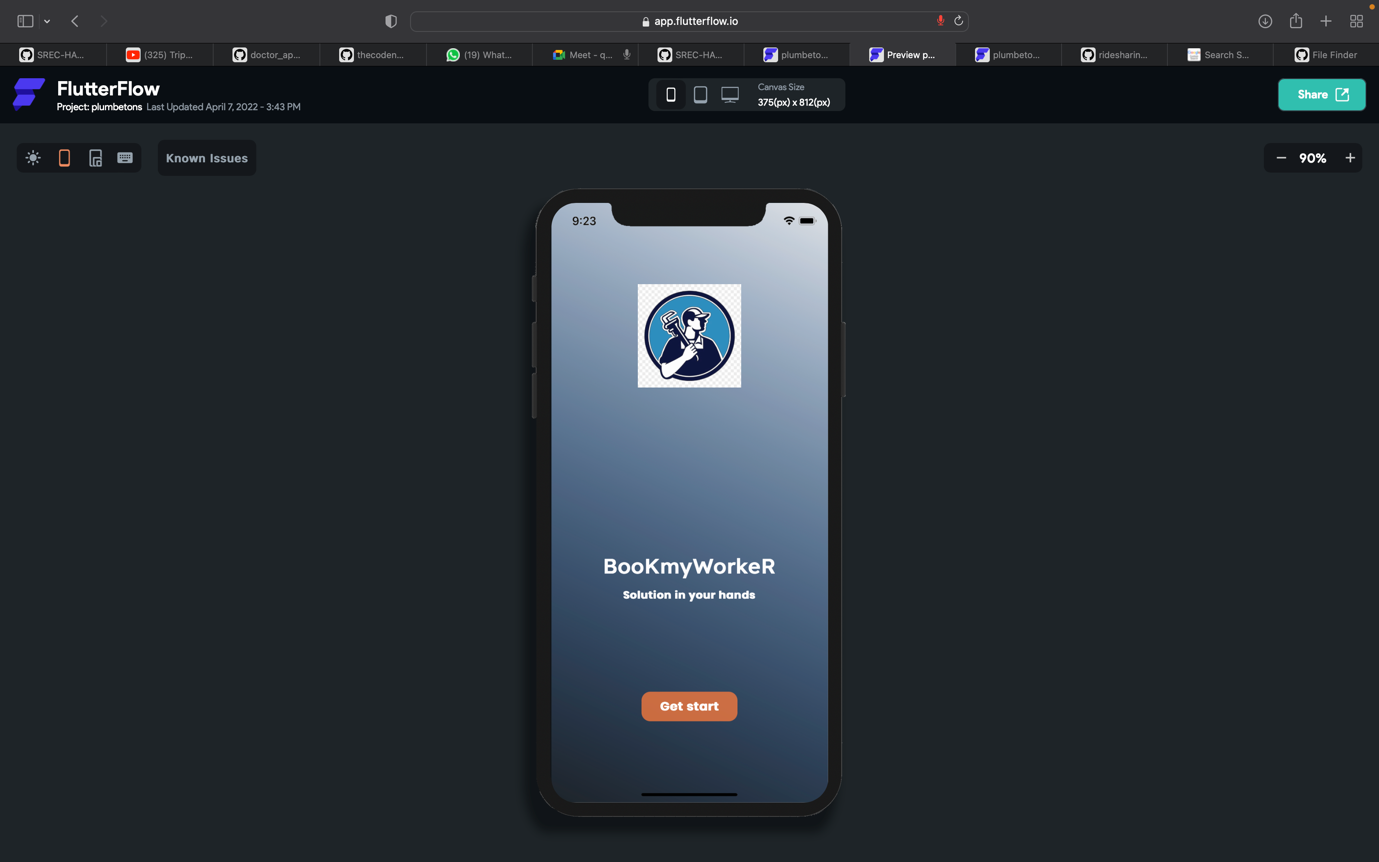 app.flutterflow.io
SREC-HA...
(325) Trip...
doctor_ap...
thecoden...
(19) What...
Meet - q...
SREC-HA...
plumbeto...
Preview p...
plumbeto...
ridesharin...
Search S...
File Finder
FlutterFlow
Project: plumbetons Last Updated April 7, 2022 - 3:43 PM
Canvas Size
375(px) x 812(px)
Share
Known Issues
90%
9:23
BooKmyWorkeR
Solution in your hands
Get start